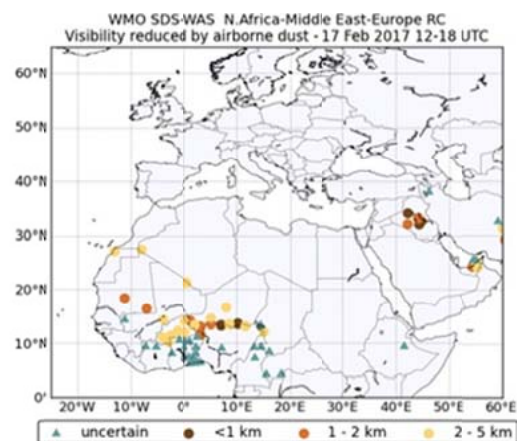 WMO SDS-WAS N.Africa-Middle East-Europe RC
Visibility reduced by airborne dust - 17 Feb 2017 12-18 UTC
60°N
50°N
40°N
30°N
20°N
10°N
0°
20°W 10°W 0° 10°E 20°E 30°E 40°E 50°E
uncertain <1 km 1 - 2 km 2 - 5 km